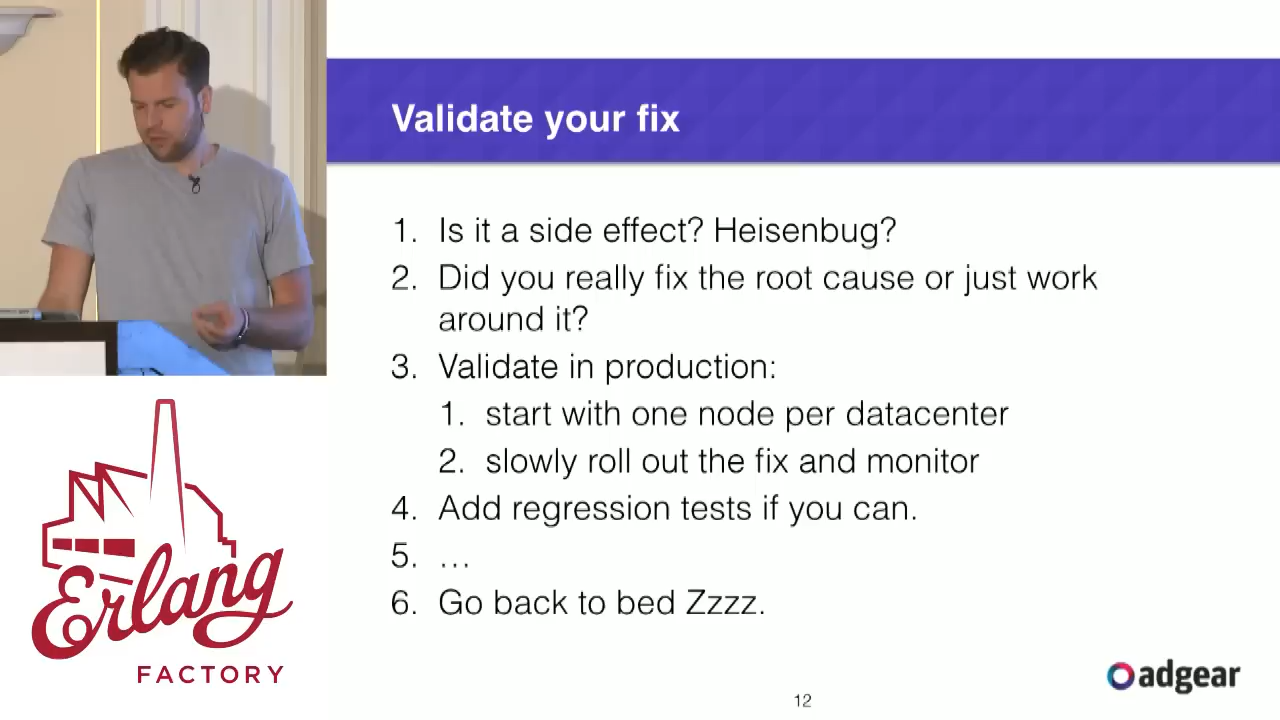 Validate your fix
1. Is it a side effect? Heisenbug?
2. Did you really fix the root cause or just work
around it?
3. Validate in production:
1. start with one node per datacenter
2. slowly roll out the fix and monitor
4. Add regression tests if you can.
5. …
6. Go back to bed Zzzz.
Erlang
FACTORY
adgear
12